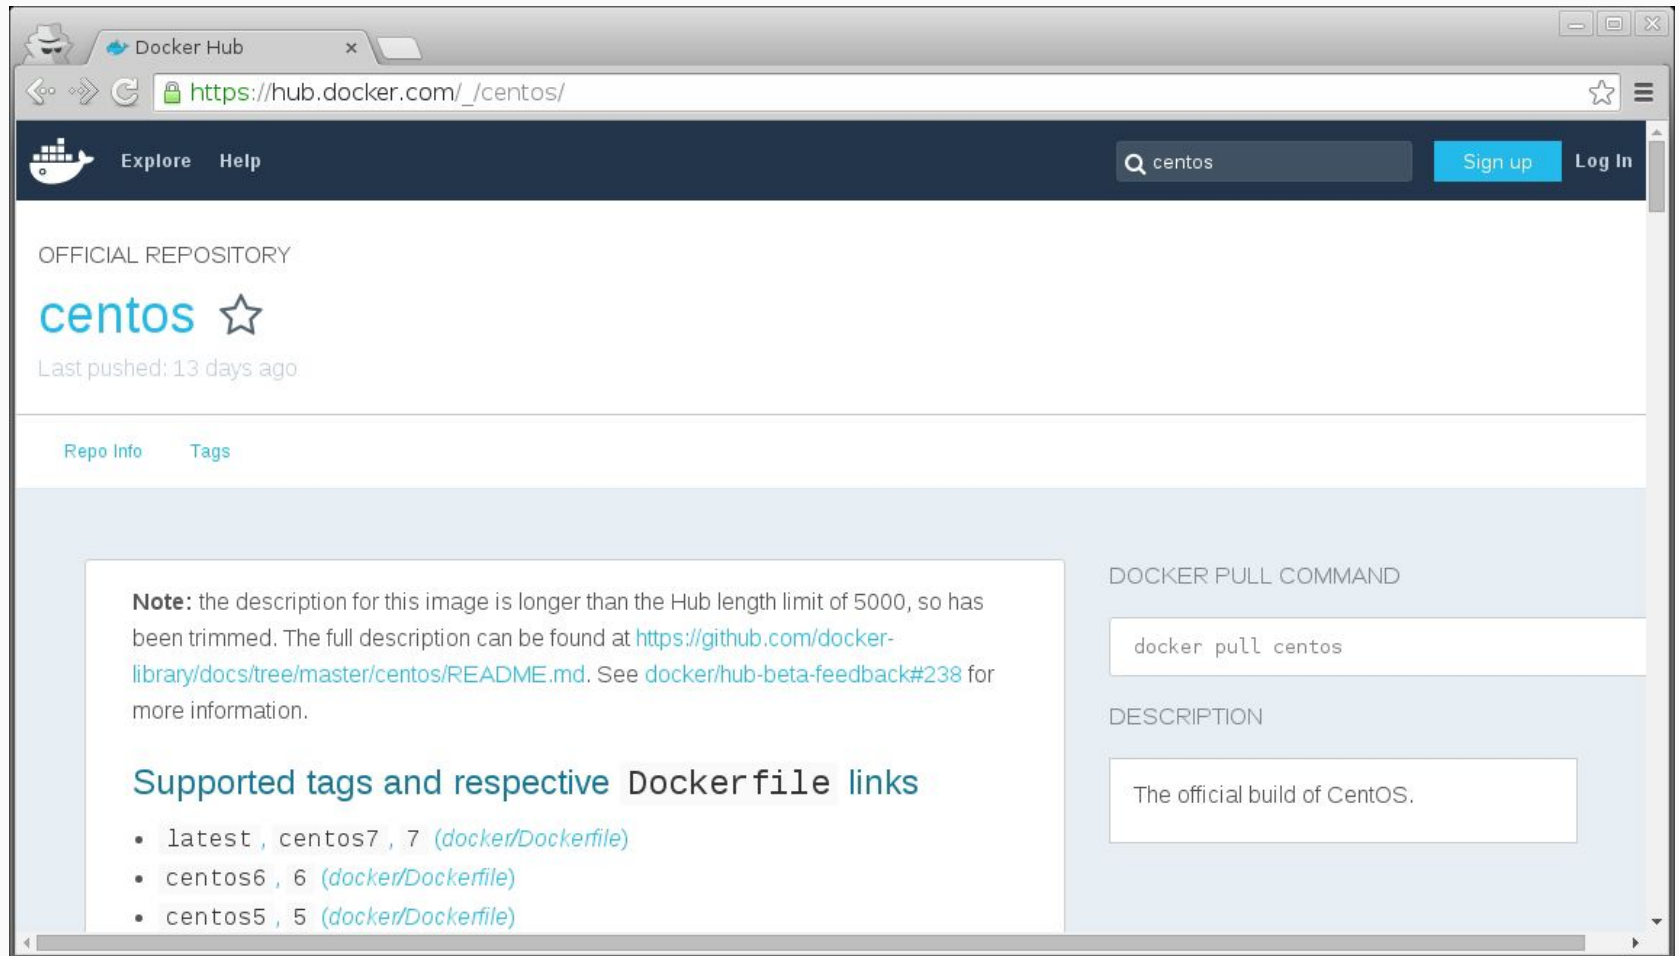 Docker Hub
https://hub.docker.com/_/centos/
Explore Help centos Sign up Log In
OFFICIAL REPOSITORY
centos
Last pushed: 13 days ago
Repo Info Tags
Note: the description for this image is longer than the Hub length limit of 5000, so has
been trimmed. The full description can be found at https://github.com/docker-
library/docs/tree/master/centos/README.md. See docker/hub-beta-feedback#238 for
more information.
Supported tags and respective Dockerfile links
• latest, centos7, 7 (docker/Dockerfile)
• centos6, 6 (docker/Dockerfile)
• centos5, 5 (docker/Dockerfile)
DOCKER PULL COMMAND
docker pull centos
DESCRIPTION
The official build of CentOS.